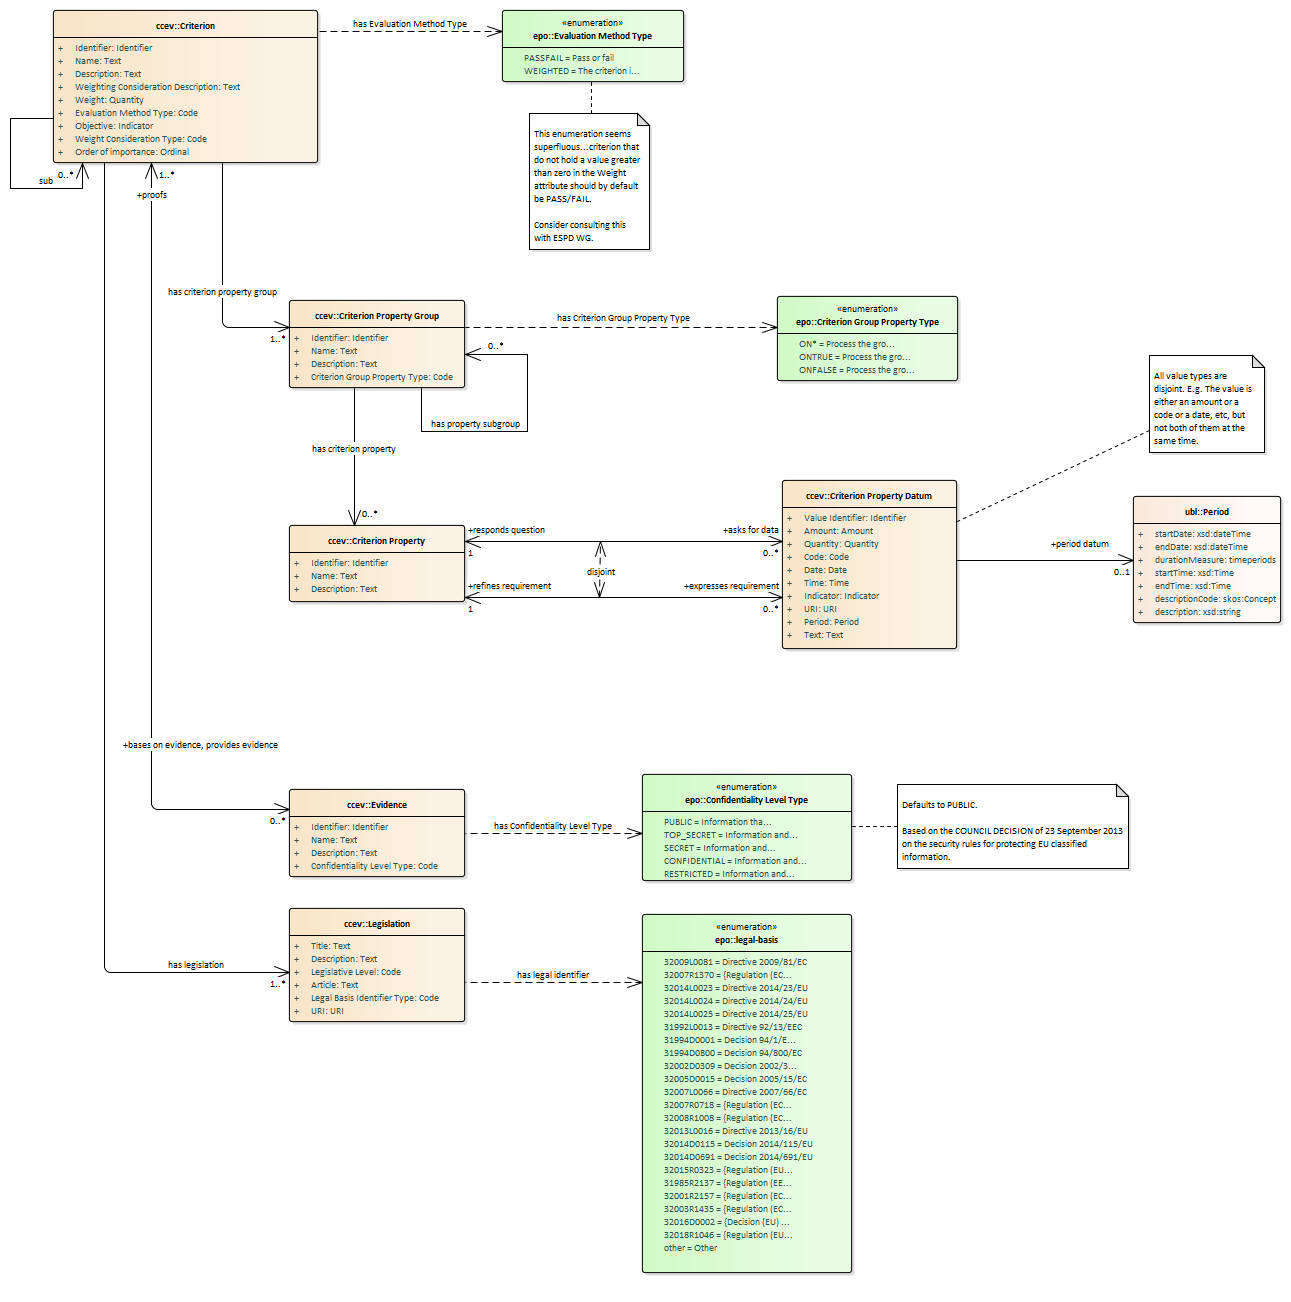 ccev::Criterion
+ Identifier: Identifier
+ Name: Text
+ Description: Text
+ Weighting Consideration Description: Text
+ Weight: Quantity
+ Evaluation Method Type: Code
+ Objective: Indicator
+ Weight Consideration Type: Code
+ Order of importance: Ordinal
has Evaluation Method Type
«enumeration»
epo::Evaluation Method Type
PASSFAIL = Pass or fail
WEIGHTED = The criterion i...
This enumeration seems
superfluous...criterion that
do not hold a value greater
than zero in the Weight
attribute should by default
be PASS/FAIL.
Consider consulting this
with ESPD WG.
sub
0..*
1..*
+proofs
has criterion property group
1..*
ccev::Criterion Property Group
+ Identifier: Identifier
+ Name: Text
+ Description: Text
+ Criterion Group Property Type: Code
has Criterion Group Property Type
«enumeration»
epo::Criterion Group Property Type
ON* = Process the gro...
ONTRUE = Process the gro...
ONFALSE = Process the gro...
0..*
has property subgroup
All value types are
disjoint. E.g. The value is
either an amount or a
code or a date, etc, but
not both of them at the
same time.
has criterion property
0..*
ccev::Criterion Property
+ Identifier: Identifier
+ Name: Text
+ Description: Text
+responds question
1
+asks for data
0..*
disjoint
+refines requirement
1
+expresses requirement
0..*
ccev::Criterion Property Datum
+ Value Identifier: Identifier
+ Amount: Amount
+ Quantity: Quantity
+ Code: Code
+ Date: Date
+ Time: Time
+ Indicator: Indicator
+ URI: URI
+ Period: Period
+ Text: Text
+period datum
0..1
ubl::Period
+ startDate: xsd:dateTime
+ endDate: xsd:dateTime
+ durationMeasure: timeperiods
+ startTime: xsd:Time
+ endTime: xsd:Time
+ descriptionCode: skos:Concept
+ description: xsd:string
+bases on evidence, provides evidence
0..*
ccev::Evidence
+ Identifier: Identifier
+ Name: Text
+ Description: Text
+ Confidentiality Level Type: Code
has Confidentiality Level Type
«enumeration»
epo::Confidentiality Level Type
PUBLIC = Information tha...
TOP_SECRET = Information and...
SECRET = Information and...
CONFIDENTIAL = Information and...
RESTRICTED = Information and...
Defaults to PUBLIC.
Based on the COUNCIL DECISION of 23 September 2013
on the security rules for protecting EU classified
information.
has legislation
1..*
ccev::Legislation
+ Title: Text
+ Description: Text
+ Legislative Level: Code
+ Article: Text
+ Legal Basis Identifier Type: Code
+ URI: URI
has legal identifier
«enumeration»
epo::legal-basis
32009L0081 = Directive 2009/81/EC
32007R1370 = {Regulation (EC...
32014L0023 = Directive 2014/23/EU
32014L0024 = Directive 2014/24/EU
32014L0025 = Directive 2014/25/EU
31992L0013 = Directive 92/13/EEC
31994D0001 = Decision 94/1/E...
31994D0800 = Decision 94/800/EC
32002D0309 = Decision 2002/3...
32005D0015 = Decision 2005/15/EC
32007L0066 = Directive 2007/66/EC
32007R0718 = {Regulation (EC...
32008R1008 = {Regulation (EC...
32013L0016 = Directive 2013/16/EU
32014D0115 = Decision 2014/115/EU
32014D0691 = Decision 2014/691/EU
32015R0323 = {Regulation (EU...
31985R2137 = {Regulation (EE...
32001R2157 = {Regulation (EC...
32003R1435 = {Regulation (EC...
32016D0002 = {Decision (EU) ...
32018R1046 = {Regulation (EU...
other = Other